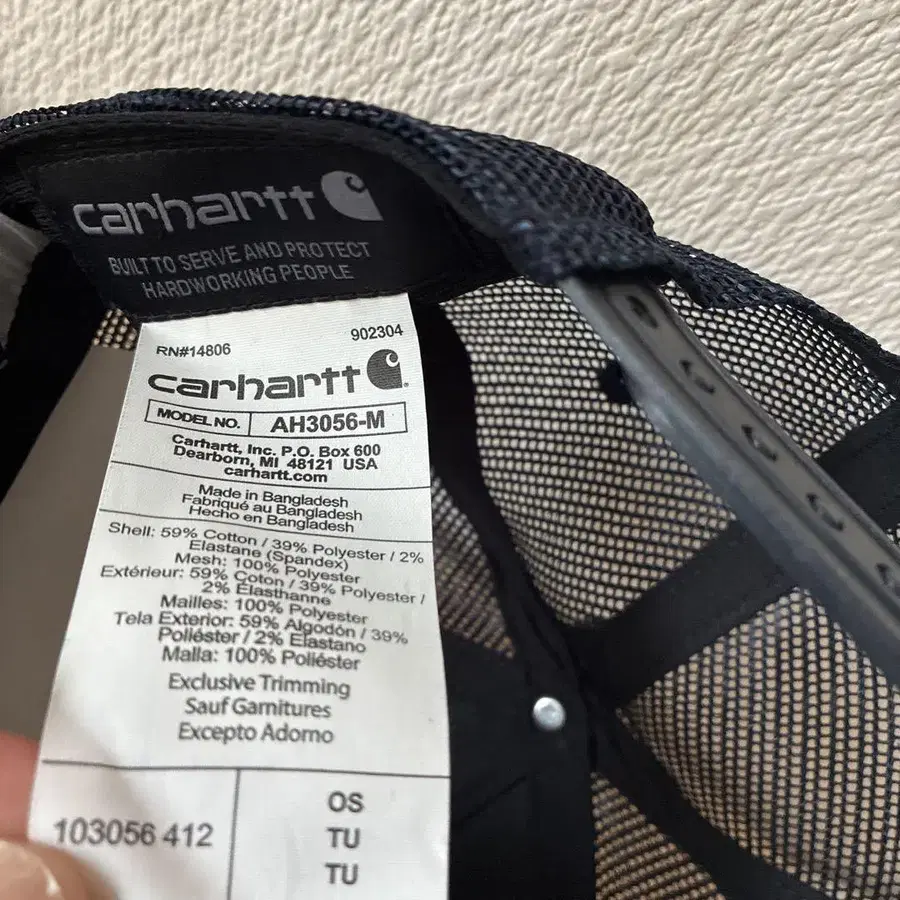 carhartt
BUILT TO SERVE AND PROTECT
HARDWORKING PEOPLE
RN#14806
902304
carhartt
MODEL NO. AH3056-M
Carhartt, Inc. P.O. Box 600
Dearborn, MI 48121 USA
carhartt.com
Made in Bangladesh
Fabriqué au Bangladesh
Hecho en Bangladesh
Shell: 59% Cotton / 39% Polyester / 2%
Elastane (Spandex)
Mesh: 100% Polyester
Extérieur: 59% Coton / 39% Polyester /
2% Élasthanne
Mailles: 100% Polyester
Tela Exterior: 59% Algodón / 39%
Poliéster / 2% Elastano
Malla: 100% Poliéster
Exclusive Trimming
Sauf Garnitures
Excepto Adorno
103056 412
OS
TU
TU